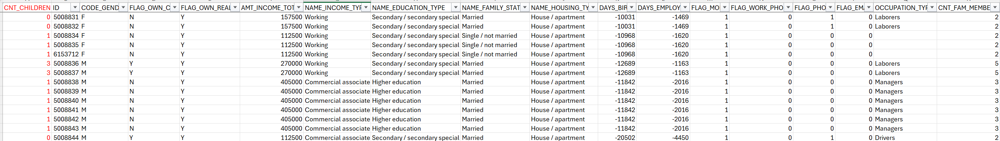 CNT_CHILDREN ID CODE_GEND FLAG_OWN_C FLAG_OWN_REAL AMT_INCOME_TOT NAME_INCOME_TYP NAME_EDUCATION_TYPE NAME_FAMILY_STAT NAME_HOUSING_TY DAYS_BIR DAYS_EMPLOY FLAG_MO FLAG_WORK_PHO FLAG_PHO FLAG_EMA OCCUPATION_TYP CNT_FAM_MEMBE
0 5008831 F N Y 157500 Working Secondary / secondary special Married House / apartment -10031 -1469 1 0 1 0 Laborers 2
0 5008832 F N Y 157500 Working Secondary / secondary special Married House / apartment -10031 -1469 1 0 1 0 Laborers 2
1 5008834 F N Y 112500 Working Secondary / secondary special Single / not married House / apartment -10968 -1620 1 0 0 0 2
1 5008835 F N Y 112500 Working Secondary / secondary special Single / not married House / apartment -10968 -1620 1 0 0 0 2
1 6153712 F N Y 112500 Working Secondary / secondary special Single / not married House / apartment -10968 -1620 1 0 0 0 2
3 5008836 M Y Y 270000 Working Secondary / secondary special Married House / apartment -12689 -1163 1 0 0 0 Laborers 5
3 5008837 M Y Y 270000 Working Secondary / secondary special Married House / apartment -12689 -1163 1 0 0 0 Laborers 5
1 5008838 M N Y 405000 Commercial associate Higher education Married House / apartment -11842 -2016 1 0 0 0 Managers 3
1 5008839 M N Y 405000 Commercial associate Higher education Married House / apartment -11842 -2016 1 0 0 0 Managers 3
1 5008840 M N Y 405000 Commercial associate Higher education Married House / apartment -11842 -2016 1 0 0 0 Managers 3
1 5008841 M N Y 405000 Commercial associate Higher education Married House / apartment -11842 -2016 1 0 0 0 Managers 3
1 5008842 M N Y 405000 Commercial associate Higher education Married House / apartment -11842 -2016 1 0 0 0 Managers 3
1 5008843 M N Y 405000 Commercial associate Higher education Married House / apartment -11842 -2016 1 0 0 0 Managers 3
0 5008844 M Y Y 112500 Commercial associate Secondary / secondary special Married House / apartment -20502 -4450 1 0 1 0 Drivers 2